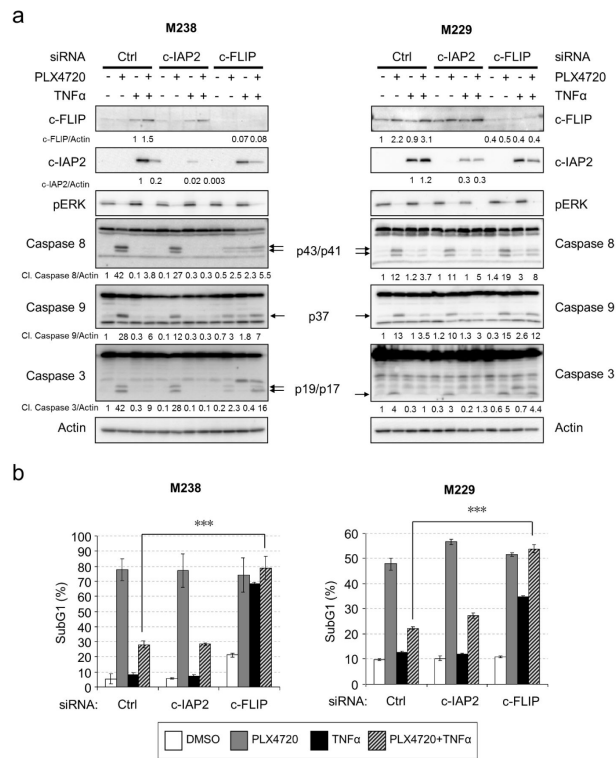 a
M238
siRNA Ctrl c-IAP2 c-FLIP
PLX4720 - + - + - + - + - + - +
TNFα - - + + - - + + - - + +
c-FLIP
c-FLIP/Actin 1 1.5 0.07 0.08
c-IAP2
c-IAP2/Actin 1 0.2 0.02 0.003
pERK
Caspase 8
Cl. Caspase 8/Actin 1 42 0.1 3.8 0.1 27 0.3 0.3 0.5 2.5 2.3 5.5
Caspase 9
Cl. Caspase 9/Actin 1 28 0.3 6 0.1 12 0.3 0.3 0.7 3 1.8 7
Caspase 3
Cl. Caspase 3/Actin 1 42 0.3 9 0.1 28 0.1 0.1 0.2 2.3 0.4 16
Actin
p43/p41
p37
p19/p17
M229
Ctrl c-IAP2 c-FLIP siRNA
- + - + - + - + - + - + PLX4720
- - + + - - + + - - + + TNFα
c-FLIP
1 2.2 0.9 3.1 0.4 0.5 0.4 0.4
c-IAP2
1 1.2 0.3 0.3
pERK
Caspase 8
1 12 1.2 3.7 1 11 1 5 1.4 19 3 8
Caspase 9
1 13 1 3.5 1.2 10 1.3 3 0.3 15 2.6 12
Caspase 3
1 4 0.3 1 0.3 3 0.2 1.3 0.6 5 0.7 4.4
Actin
b
M238
***
SubG1 (%)
100
90
80
70
60
50
40
30
20
10
0
siRNA: Ctrl c-IAP2 c-FLIP
M229
***
SubG1 (%)
60
50
40
30
20
10
0
siRNA: Ctrl c-IAP2 c-FLIP
DMSO PLX4720 TNFα PLX4720+TNFα